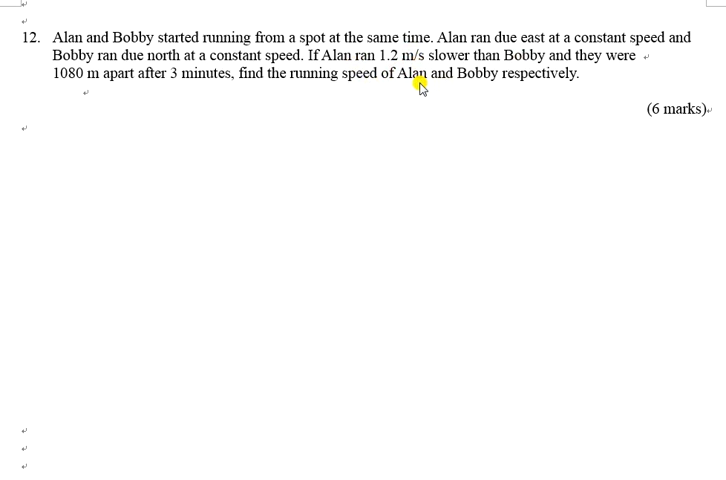 12. Alan and Bobby started running from a spot at the same time. Alan ran due east at a constant speed and
Bobby ran due north at a constant speed. If Alan ran 1.2 m/s slower than Bobby and they were
1080 m apart after 3 minutes, find the running speed of Alan and Bobby respectively.
(6 marks)